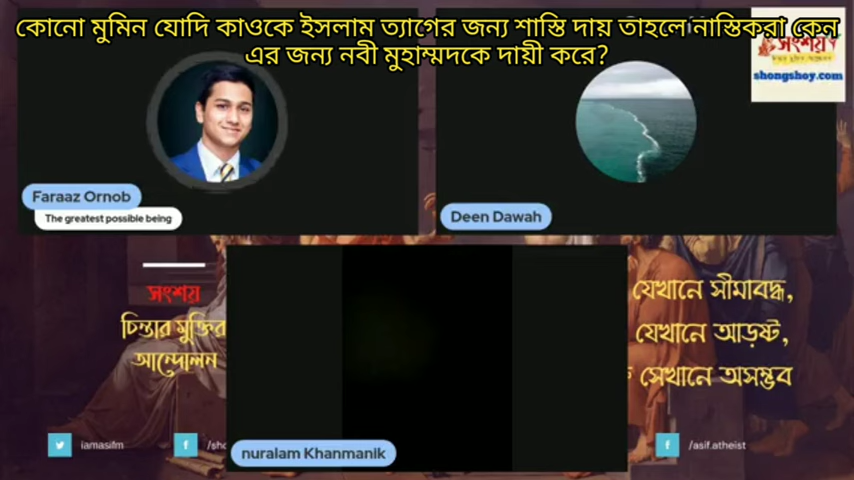 কোনো মুমিন যোদি কাওকে ইসলাম ত্যাগের জন্য শাস্তি দায় তাহলে নাস্তিকরা কেন
এর জন্য নবী মুহাম্মদকে দায়ী করে?
সংশয়
shongshoy.com
Faraaz Ornob
The greatest possible being
Deen Dawah
সংশয়
চিন্তার মুক্তির
আন্দোলন
যেখানে সীমাবদ্ধ,
যেখানে আড়ষ্ট,
সেখানে অসম্ভব
iamasifm
/sho
nuralam Khanmanik
/asif.atheist